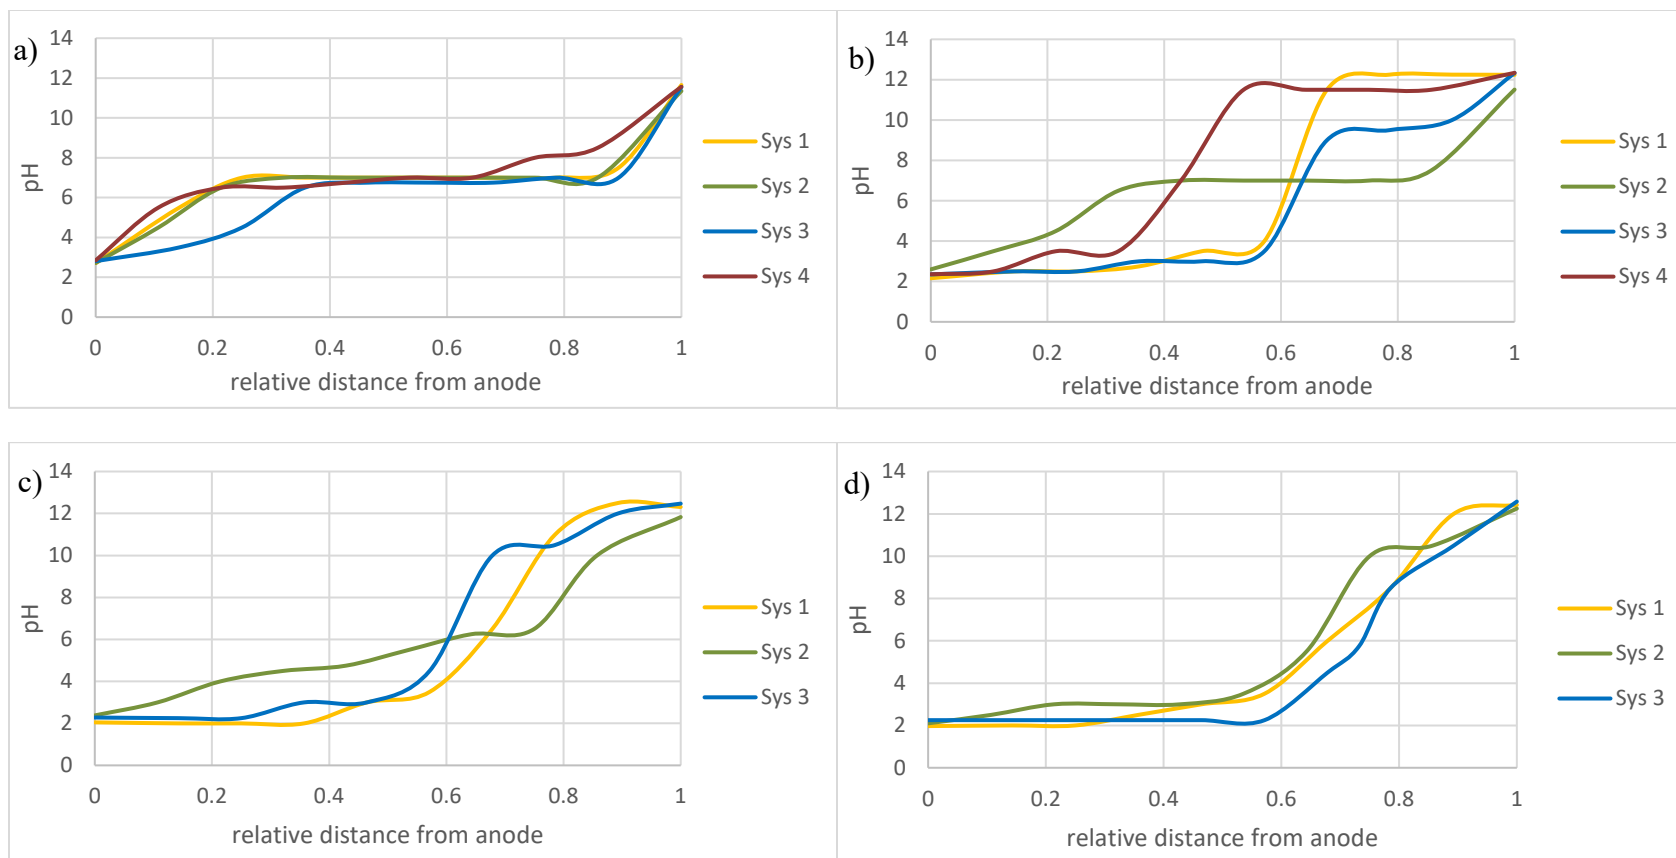 a)
14
12
10
8
6
4
2
0
pH
0 0.2 0.4 0.6 0.8 1
relative distance from anode
Sys 1
Sys 2
Sys 3
Sys 4
b)
14
12
10
8
6
4
2
0
pH
0 0.2 0.4 0.6 0.8 1
relative distance from anode
Sys 1
Sys 2
Sys 3
Sys 4
c)
14
12
10
8
6
4
2
0
pH
0 0.2 0.4 0.6 0.8 1
relative distance from anode
Sys 1
Sys 2
Sys 3
d)
14
12
10
8
6
4
2
0
pH
0 0.2 0.4 0.6 0.8 1
relative distance from anode
Sys 1
Sys 2
Sys 3